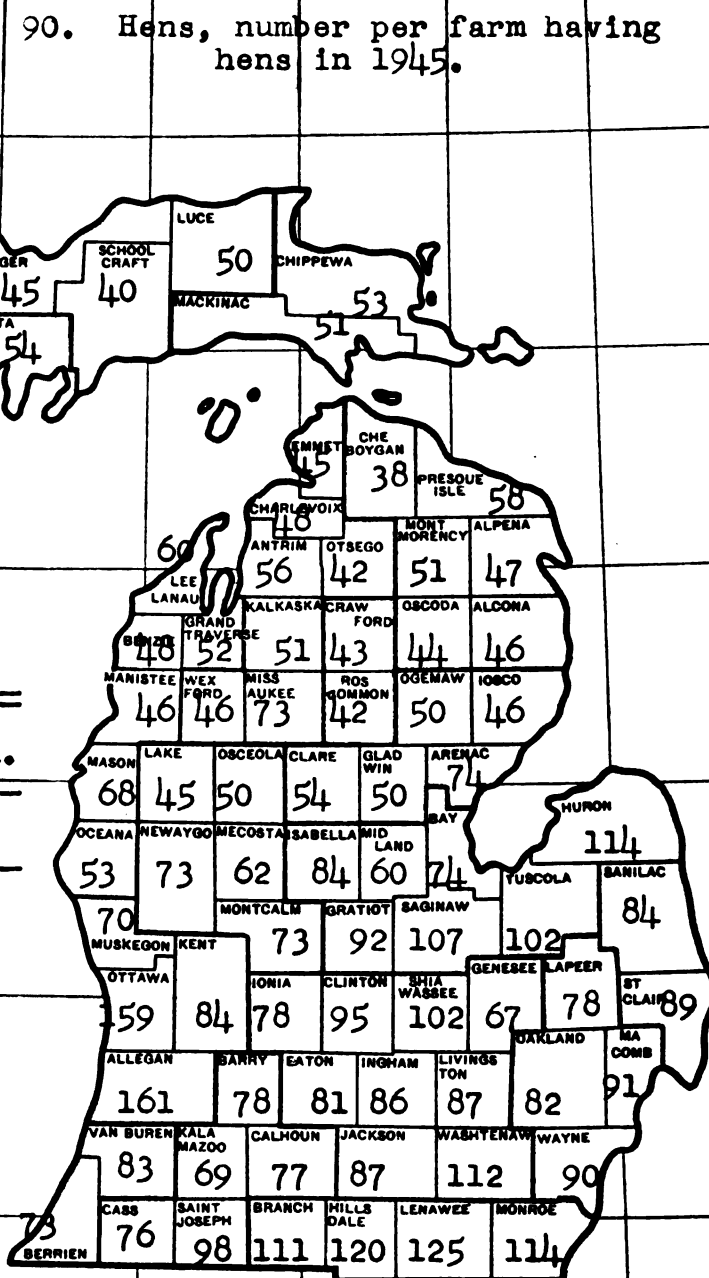 90. Hens, number per farm having
hens in 1945.
LUCE
50
SCHOOL
CRAFT
40
GER
45
CHIPPEWA
53
MACKINAC
51
TA
54
EMMET
45
CHE
BOYGAN
38
PRESQUE
ISLE
58
CHARLEVOIX
48
MONT
MORENCY
51
ALPENA
47
ANTRIM
56
OTSEGO
42
60
LEE
LANAU
KALKASKA
51
CRAW
FORD
43
OSCODA
44
ALCONA
46
GRAND
TRAVERSE
52
BENZIE
48
MANISTEE
46
WEX
FORD
46
MISS
AUKEE
73
ROS
COMMON
42
OGEMAW
50
IOSCO
46
MASON
68
LAKE
45
OSCEOLA
50
CLARE
54
GLAD
WIN
50
ARENAC
74
BAY
74
HURON
114
OCEANA
53
NEWAYGO
73
MECOSTA
62
ISABELLA
84
MID
LAND
60
TUSCOLA
102
SANILAC
84
70
MUSKEGON
KENT
84
MONTCALM
73
GRATIOT
92
SAGINAW
107
OTTAWA
159
IONIA
78
CLINTON
95
SHIA
WASSEE
102
GENESEE
67
LAPEER
78
ST
CLAIR
89
ALLEGAN
161
BARRY
78
EATON
81
INGHAM
86
LIVINGS
TON
87
OAKLAND
82
MA
COMB
91
VAN BUREN
83
KALA
MAZOO
69
CALHOUN
77
JACKSON
87
WASHTENAW
112
WAYNE
90
73
BERRIEN
CASS
76
SAINT
JOSEPH
98
BRANCH
111
HILLS
DALE
120
LENAWEE
125
MONROE
114